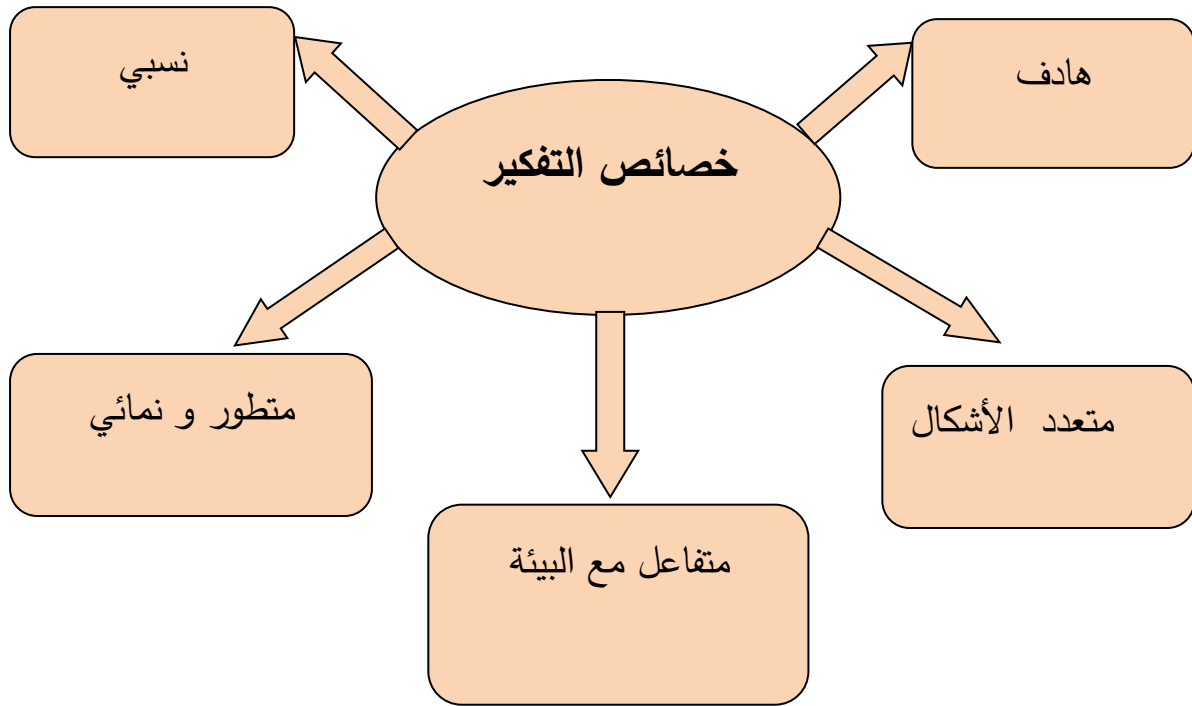 خصائص التفكير
هادف
نسبي
متعدد الأشكال
متطور و نمائي
متفاعل مع البيئة